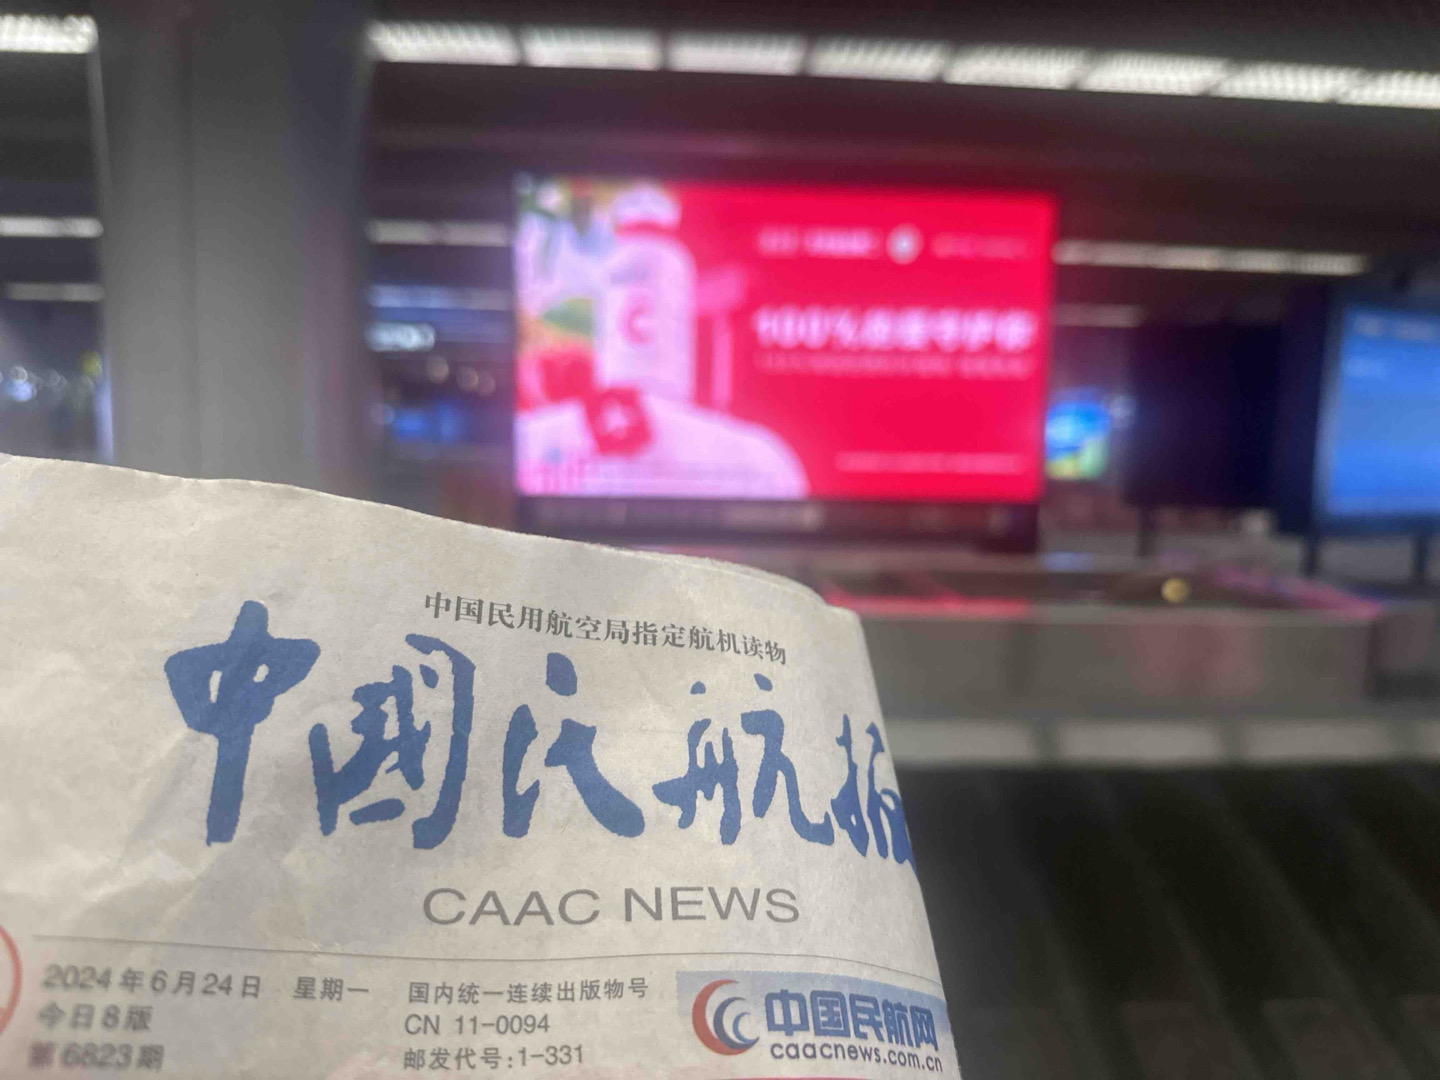 100%
中国民用航空局指定航机读物
中国民航报
CAAC NEWS
2024年6月24日 星期一
今日8版
第6823期
国内统一连续出版物号
CN 11-0094
邮发代号:1-331
中国民航网
caacnews.com.cn